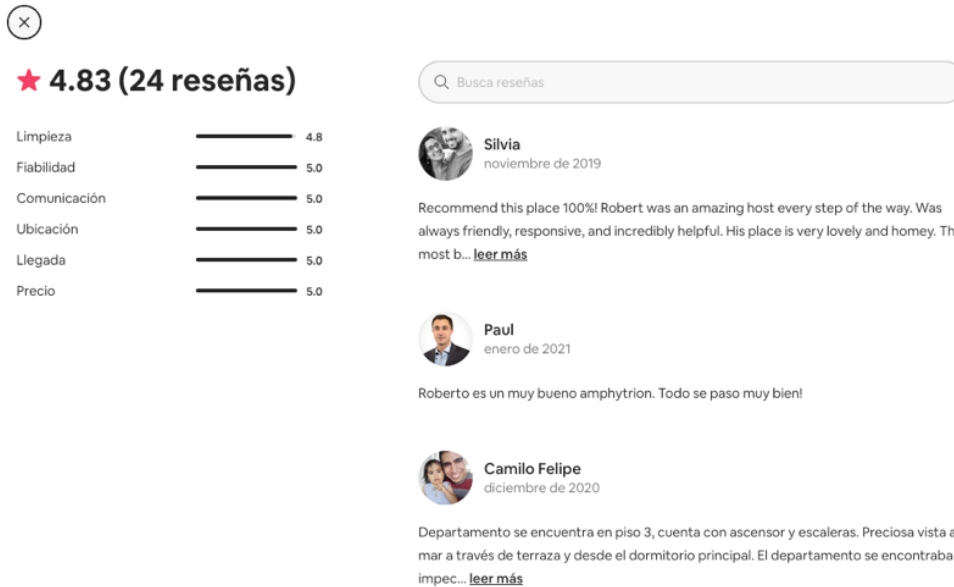 4.83 (24 reseñas)
Limpieza 4.8
Fiabilidad 5.0
Comunicación 5.0
Ubicación 5.0
Llegada 5.0
Precio 5.0
Busca reseñas
Silvia
noviembre de 2019
Recommend this place 100%! Robert was an amazing host every step of the way. Was
always friendly, responsive, and incredibly helpful. His place is very lovely and homey.
most b... leer más
Paul
enero de 2021
Roberto es un muy bueno amphytrion. Todo se paso muy bien!
Camilo Felipe
diciembre de 2020
Departamento se encuentra en piso 3, cuenta con ascensor y escaleras. Preciosa vista
mar a través de terraza y desde el dormitorio principal. El departamento se encontraba
impec... leer más